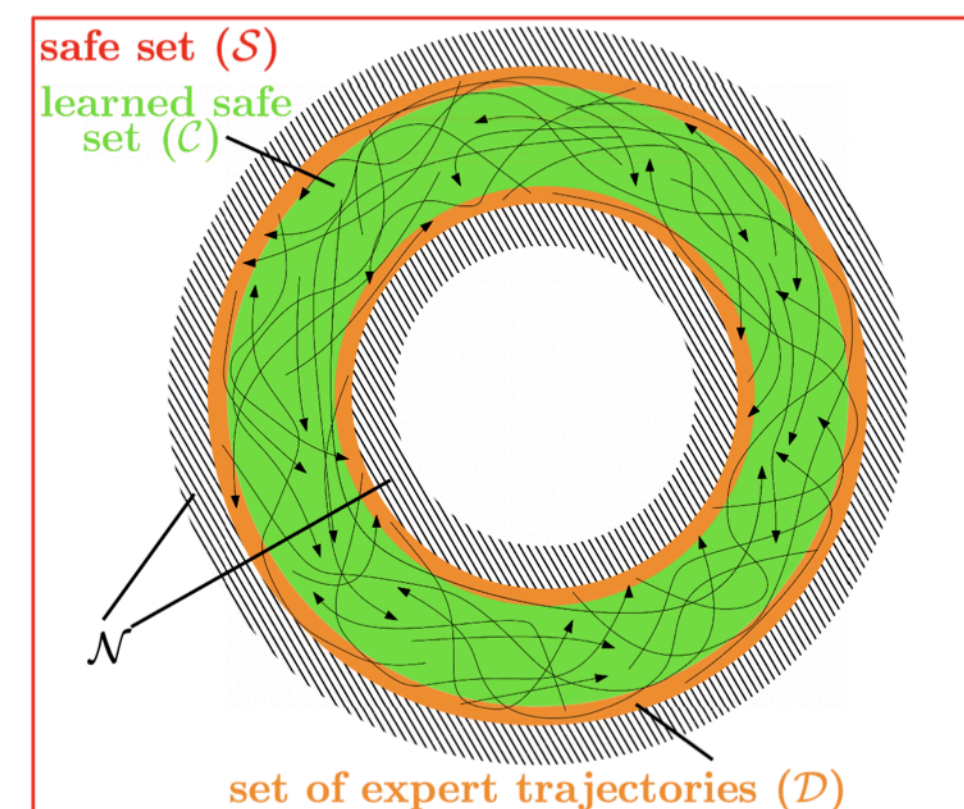 safe set (𝒮)
learned safe
set (𝒞)
𝒩
set of expert trajectories (𝒟)